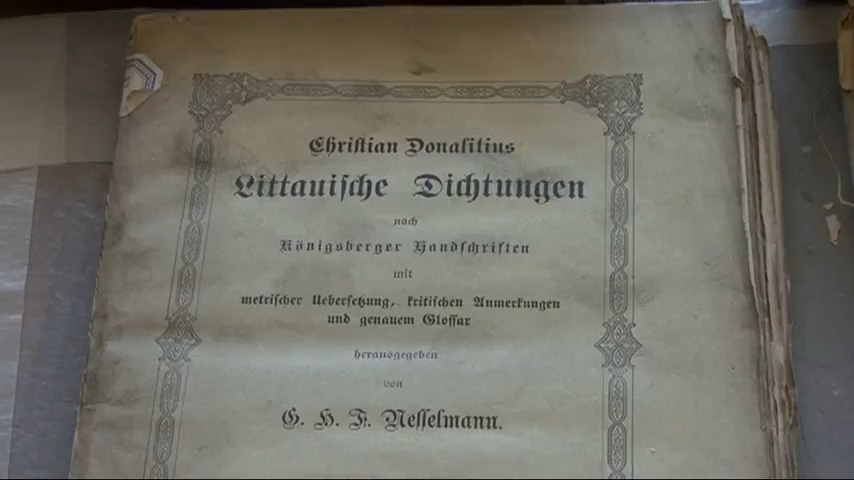 Christian Donalitius
Littauische Dichtungen
nach
Königsberger Handschriften
mit
metrischer Uebersetzung, kritischen Anmerkungen
und genauem Glossar
herausgegeben
von
G. H. F. Nesselmann.